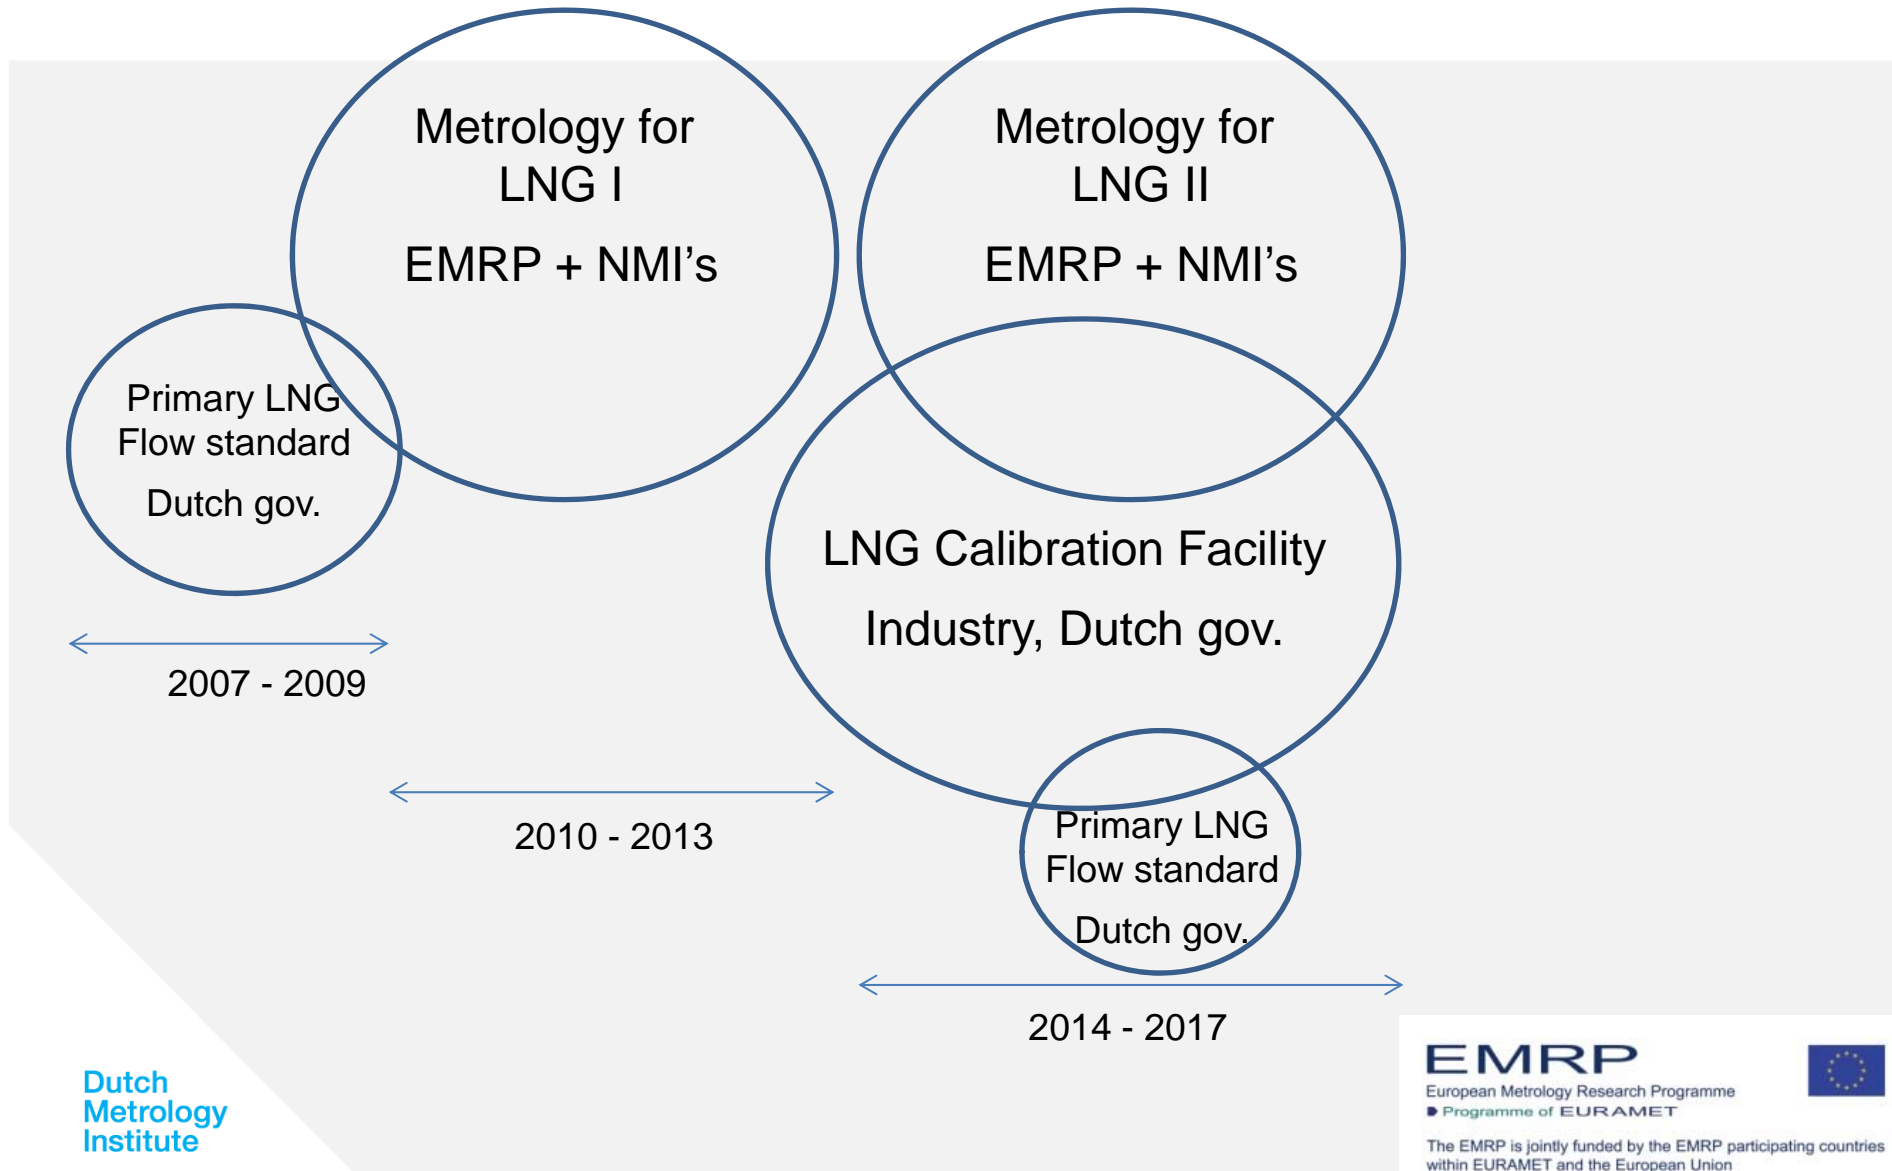 Metrology for
LNG I
EMRP + NMI's
Metrology for
LNG II
EMRP + NMI's
Primary LNG
Flow standard
Dutch gov.
LNG Calibration Facility
Industry, Dutch gov.
2007 - 2009
2010 - 2013
Primary LNG
Flow standard
Dutch gov.
2014 - 2017
Dutch
Metrology
Institute
EMRP
European Metrology Research Programme
Programme of EURAMET
The EMRP is jointly funded by the EMRP participating countries
within EURAMET and the European Union